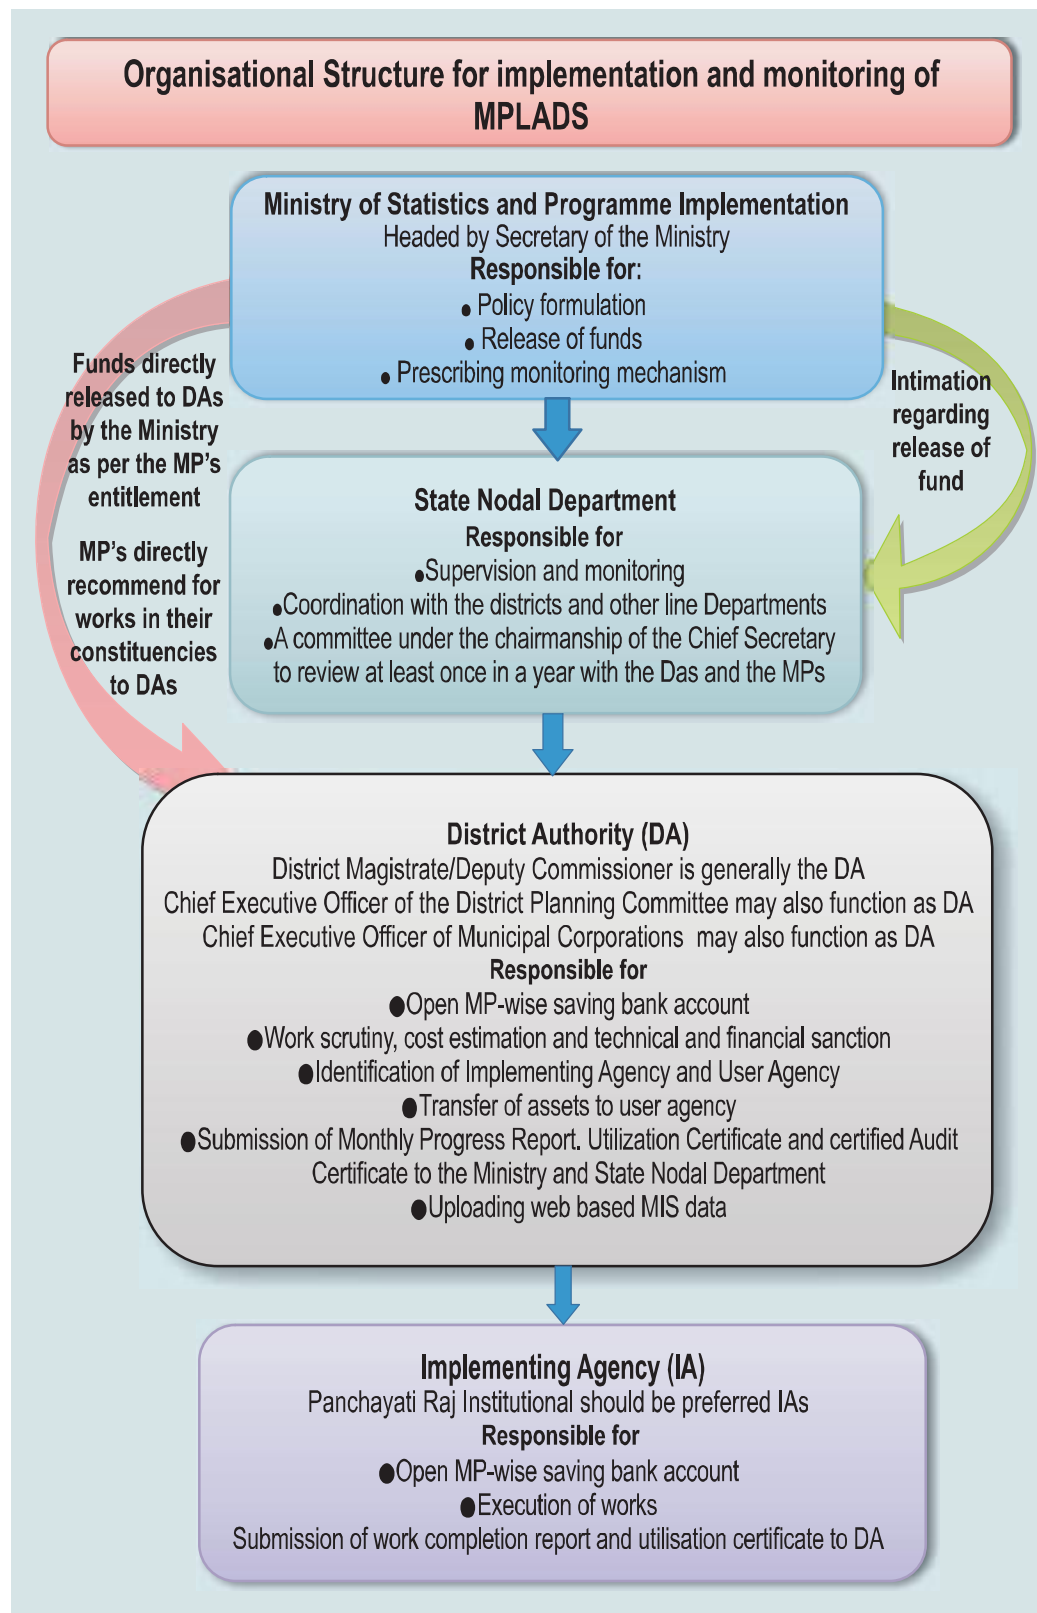 Organisational Structure for implementation and monitoring of
MPLADS
Ministry of Statistics and Programme Implementation
Headed by Secretary of the Ministry
Responsible for:
● Policy formulation
● Release of funds
● Prescribing monitoring mechanism
Funds directly
released to DAs
by the Ministry
as per the MP's
entitlement
MP's directly
recommend for
works in their
constituencies
to DAs
Intimation
regarding
release of
fund
State Nodal Department
Responsible for
●Supervision and monitoring
●Coordination with the districts and other line Departments
●A committee under the chairmanship of the Chief Secretary
to review at least once in a year with the Das and the MPs
District Authority (DA)
District Magistrate/Deputy Commissioner is generally the DA
Chief Executive Officer of the District Planning Committee may also function as DA
Chief Executive Officer of Municipal Corporations may also function as DA
Responsible for
●Open MP-wise saving bank account
●Work scrutiny, cost estimation and technical and financial sanction
●Identification of Implementing Agency and User Agency
●Transfer of assets to user agency
●Submission of Monthly Progress Report. Utilization Certificate and certified Audit
Certificate to the Ministry and State Nodal Department
●Uploading web based MIS data
Implementing Agency (IA)
Panchayati Raj Institutional should be preferred IAs
Responsible for
●Open MP-wise saving bank account
●Execution of works
Submission of work completion report and utilisation certificate to DA